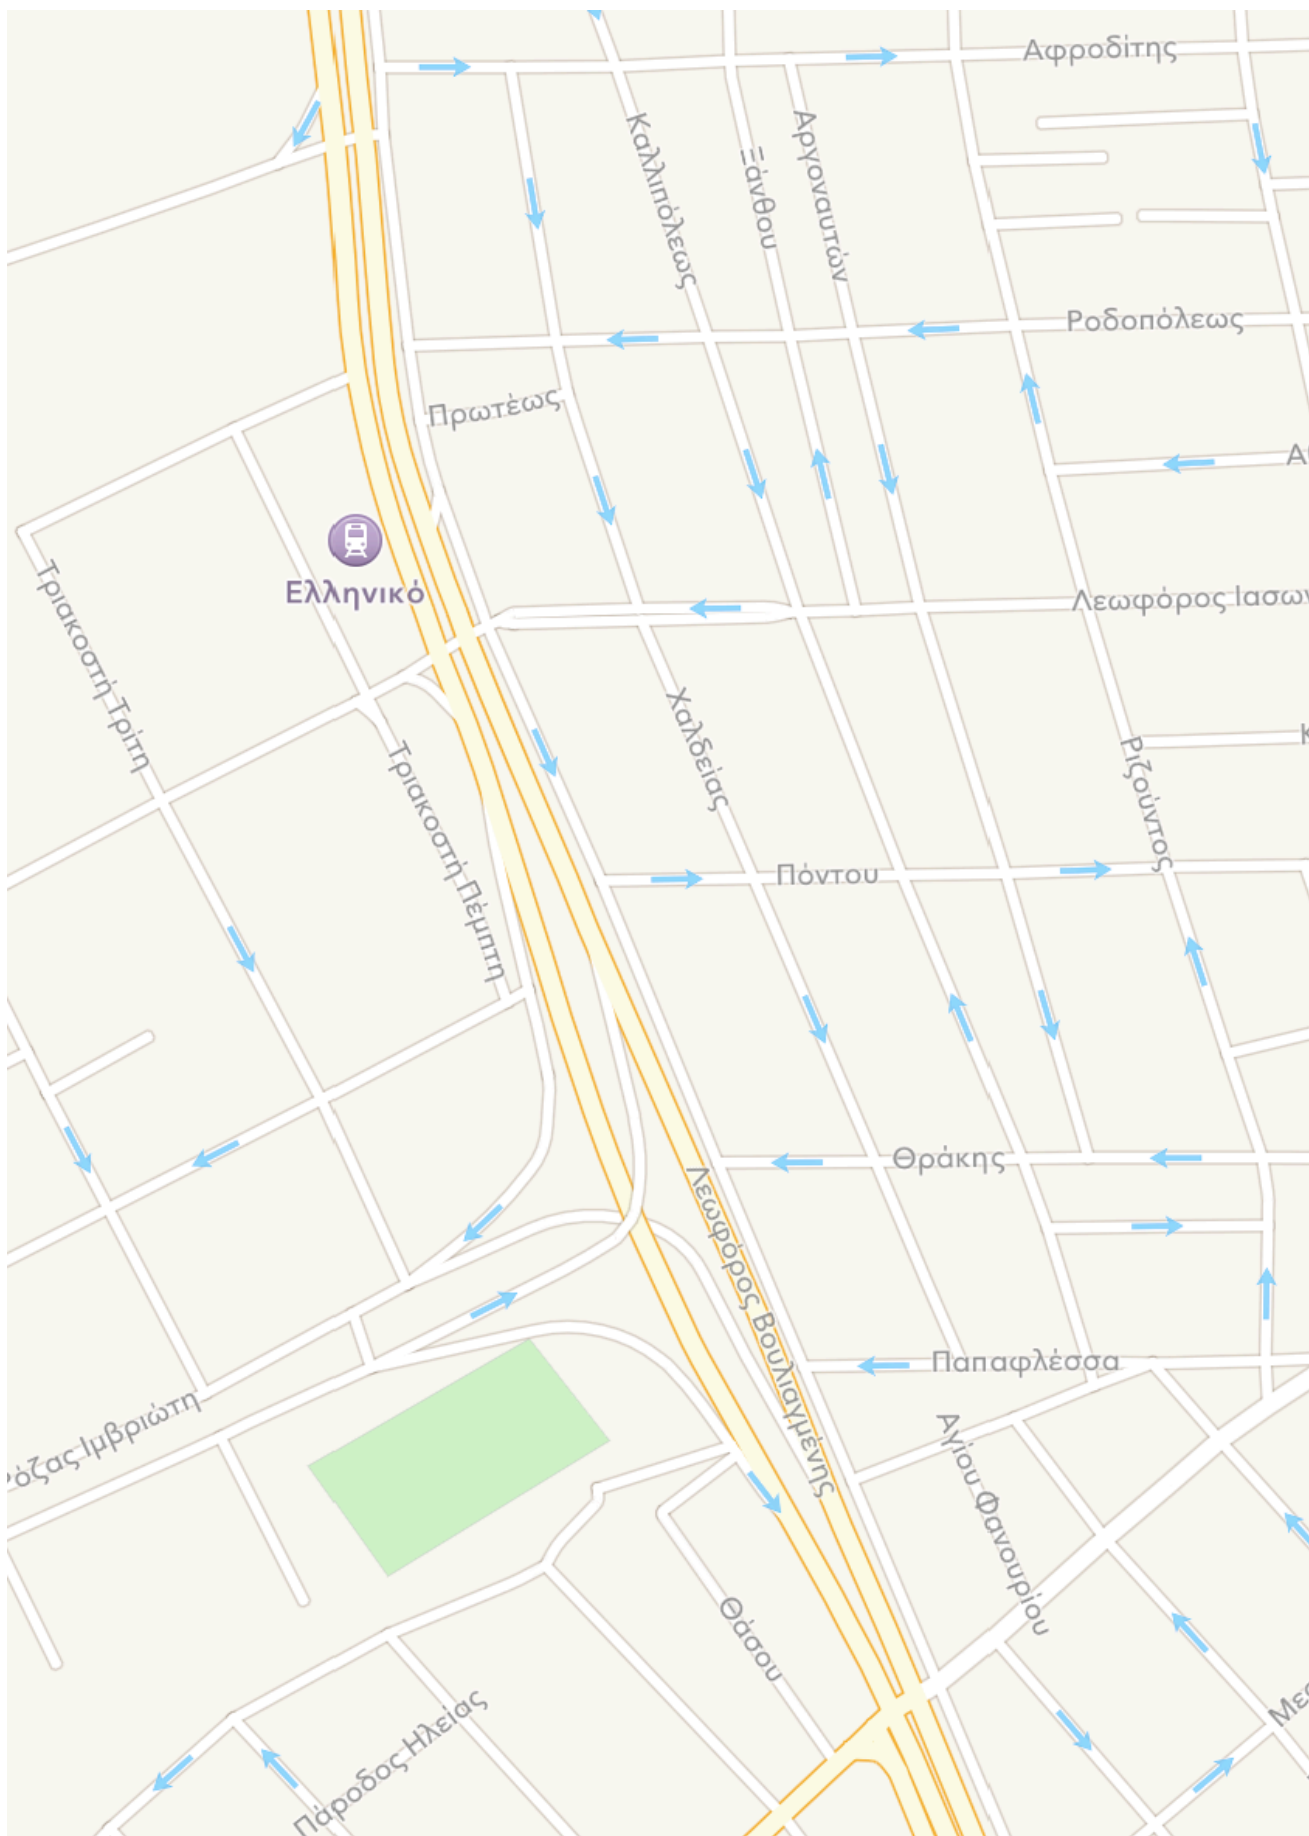 Αφροδίτης
Καλλιπόλεως
Ξάνθου
Αργοναυτών
Ροδοπόλεως
Πρωτέως
Ελληνικό
Λεωφόρος Ιασων
Τριακοστή Τρίτη
Χαλδείας
Τριακοστή Πέμπτη
Ριζούντος
Πόντου
Θράκης
Λεωφόρος Βουλιαγμένης
Παπαφλέσσα
όζας Ιμβριώτη
Αγίου Φανουρίου
Θάσου
Πάροδος Ηλείας